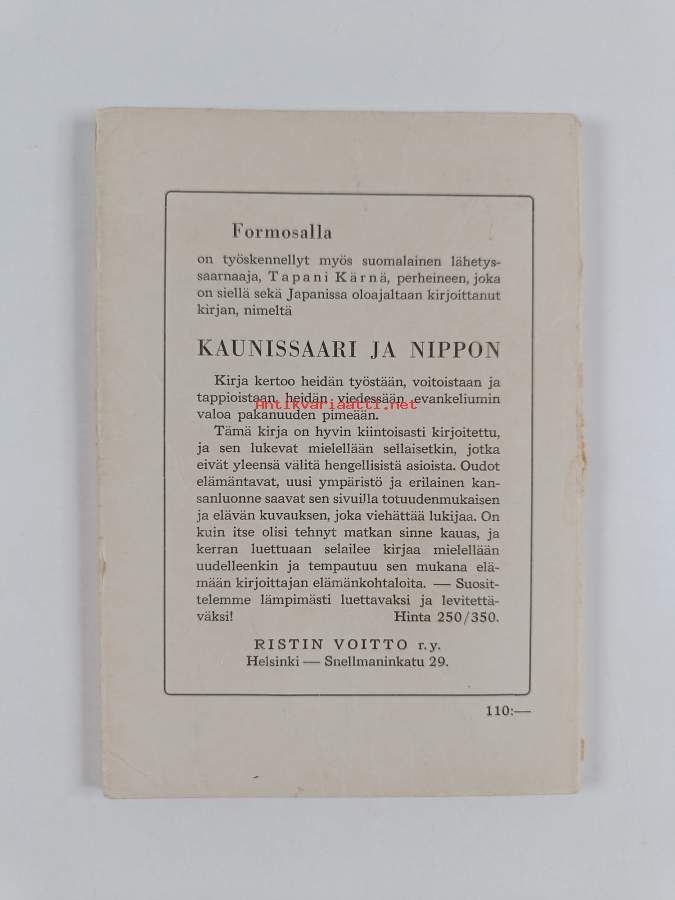 Formosalla
on työskennellyt myös suomalainen lähetys-
saarnaaja, Tapani Kärnä, perheineen, joka
on siellä sekä Japanissa oloajaltaan kirjoittanut
kirjan, nimeltä
KAUNISSAARI JA NIPPON
Kirja kertoo heidän työstään, voitoistaan ja
tappioistaan heidän viedessään evankeliumin
Antikvariaatti.net
valoa pakanuuden pimeään.
Tämä kirja on hyvin kiintoisasti kirjoitettu,
ja sen lukevat mielellään sellaisetkin, jotka
eivät yleensä välitä hengellisistä asioista. Oudot
elämäntavat, uusi ympäristö ja erilainen kan-
sanluonne saavat sen sivuilla totuudenmukaisen
ja elävän kuvauksen, joka viehättää lukijaa. On
kuin itse olisi tehnyt matkan sinne kauas, ja
kerran luettuaan selailee kirjaa mielellään
uudelleenkin ja tempautuu sen mukana elä-
mään kirjoittajan elämänkohtaloita. — Suosit-
telemme lämpimästi luettavaksi ja levitettä-
väksi! Hinta 250/350.
RISTIN VOITTO r.y.
Helsinki — Snellmaninkatu 29.
110:—